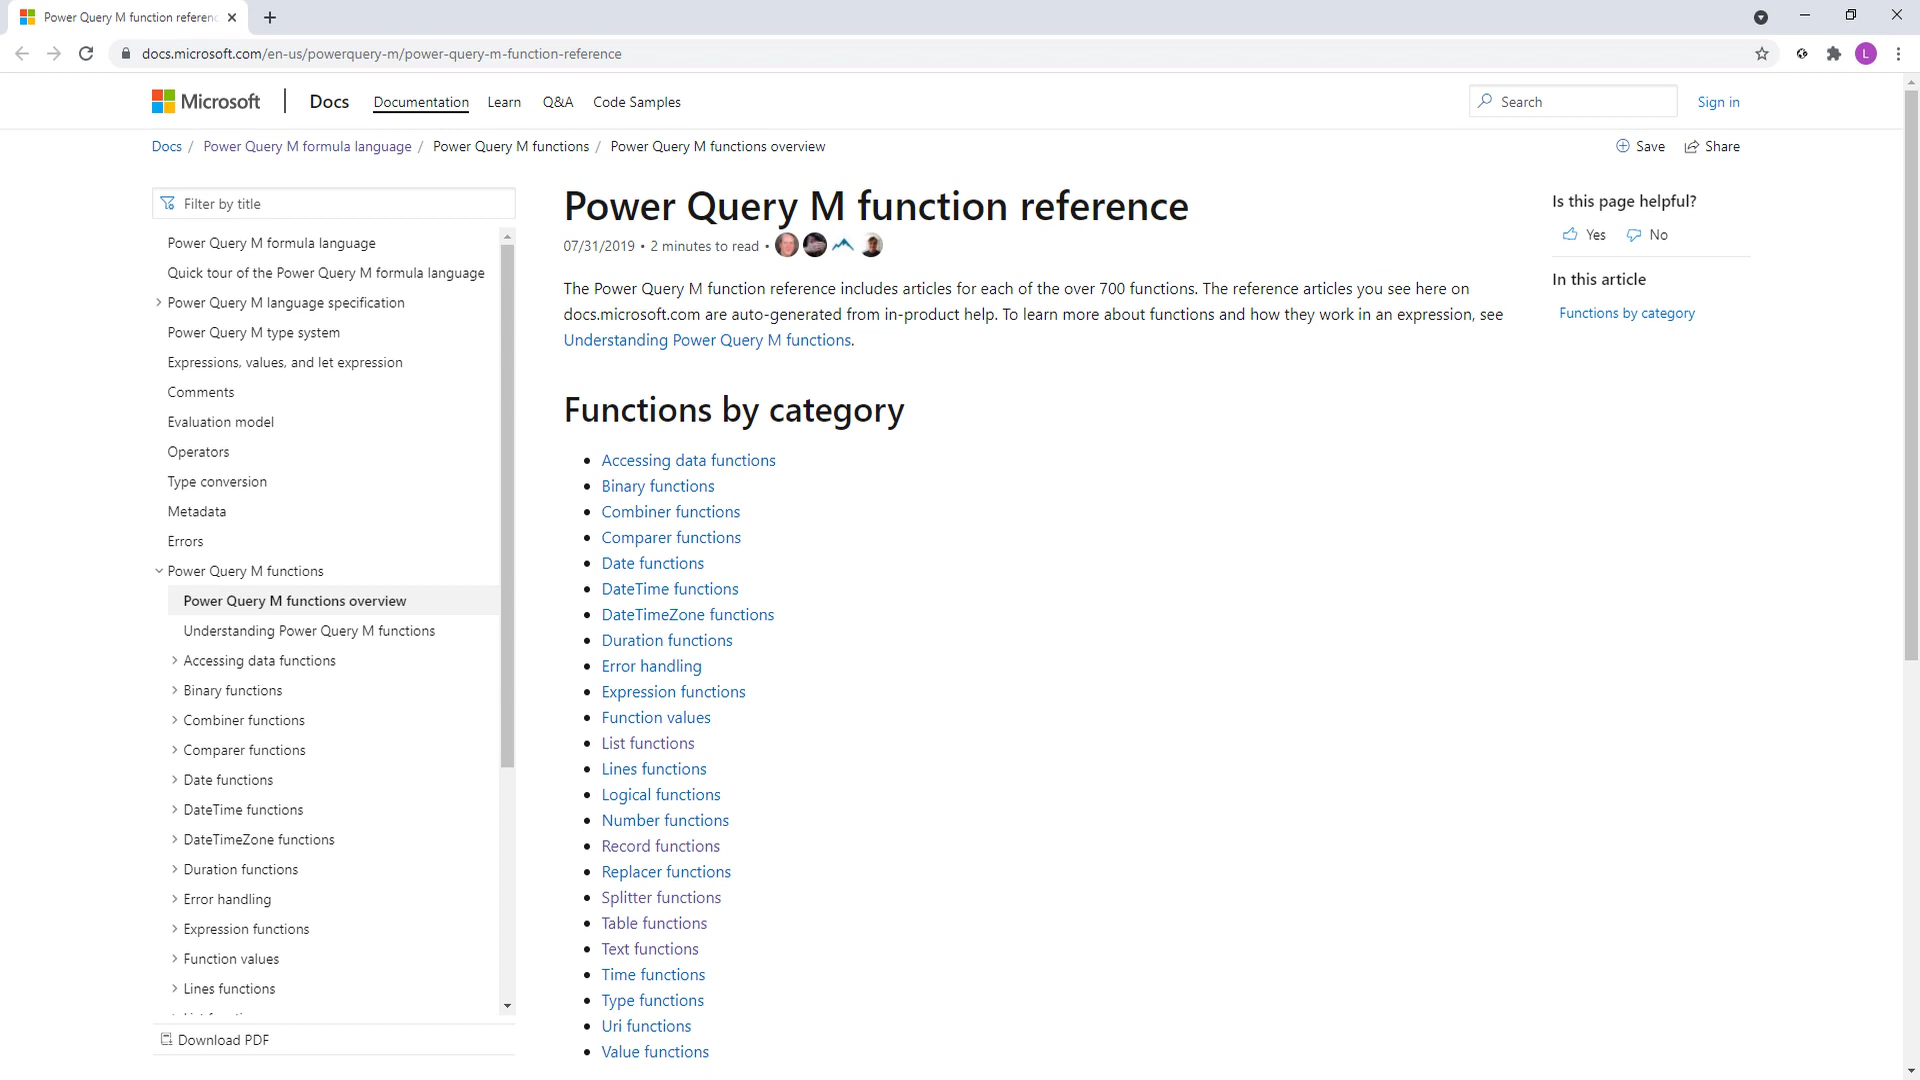 Power Query M function referenc
docs.microsoft.com/en-us/powerquery-m/power-query-m-function-reference
L
Microsoft
Docs
Documentation
Learn
Q&A
Code Samples
Search
Sign in
Docs / Power Query M formula language / Power Query M functions / Power Query M functions overview
Save
Share
Filter by title
Power Query M formula language
Quick tour of the Power Query M formula language
Power Query M language specification
Power Query M type system
Expressions, values, and let expression
Comments
Evaluation model
Operators
Type conversion
Metadata
Errors
Power Query M functions
Power Query M functions overview
Understanding Power Query M functions
Accessing data functions
Binary functions
Combiner functions
Comparer functions
Date functions
DateTime functions
DateTimeZone functions
Duration functions
Error handling
Expression functions
Function values
Lines functions
Download PDF
Power Query M function reference
07/31/2019 • 2 minutes to read •
The Power Query M function reference includes articles for each of the over 700 functions. The reference articles you see here on
docs.microsoft.com are auto-generated from in-product help. To learn more about functions and how they work in an expression, see
Understanding Power Query M functions.
Functions by category
• Accessing data functions
• Binary functions
• Combiner functions
• Comparer functions
• Date functions
• DateTime functions
• DateTimeZone functions
• Duration functions
• Error handling
• Expression functions
• Function values
• List functions
• Lines functions
• Logical functions
• Number functions
• Record functions
• Replacer functions
• Splitter functions
• Table functions
• Text functions
• Time functions
• Type functions
• Uri functions
• Value functions
Is this page helpful?
Yes
No
In this article
Functions by category